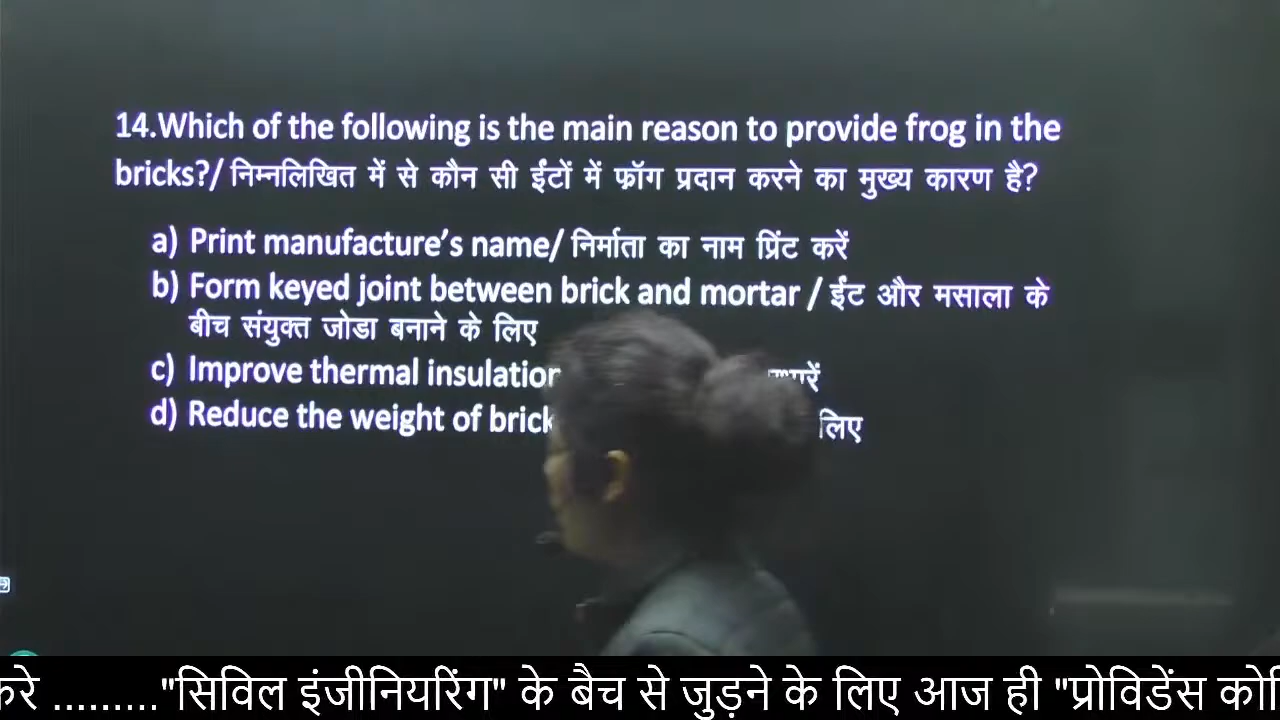 14.Which of the following is the main reason to provide frog in the
bricks?/ निम्नलिखित में से कौन सी ईंटों में फ्रॉग प्रदान करने का मुख्य कारण है?
a) Print manufacture's name/ निर्माता का नाम प्रिंट करें
b) Form keyed joint between brick and mortar / ईंट और मसाला के
बीच संयुक्त जोडा बनाने के लिए
c) Improve thermal insulation
d) Reduce the weight of brick लिए
करे ........."सिविल इंजीनियरिंग" के बैच से जुड़ने के लिए आज ही "प्रोविडेंस